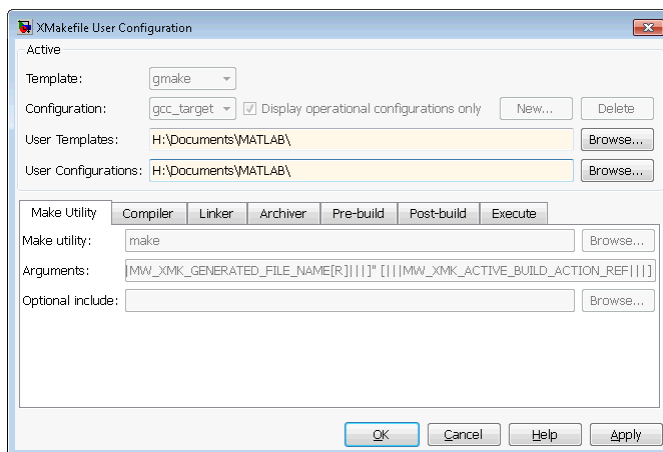 XMakefile User Configuration
Active
Template: gmake
Configuration: gcc_target Display operational configurations only New... Delete
User Templates: H:\Documents\MATLAB\ Browse...
User Configurations: H:\Documents\MATLAB\ Browse...
Make Utility Compiler Linker Archiver Pre-build Post-build Execute
Make utility: make Browse...
Arguments: |MW_XMK_GENERATED_FILE_NAME[R]|||]" [|||MW_XMK_ACTIVE_BUILD_ACTION_REF|||]
Optional include: Browse...
OK Cancel Help Apply